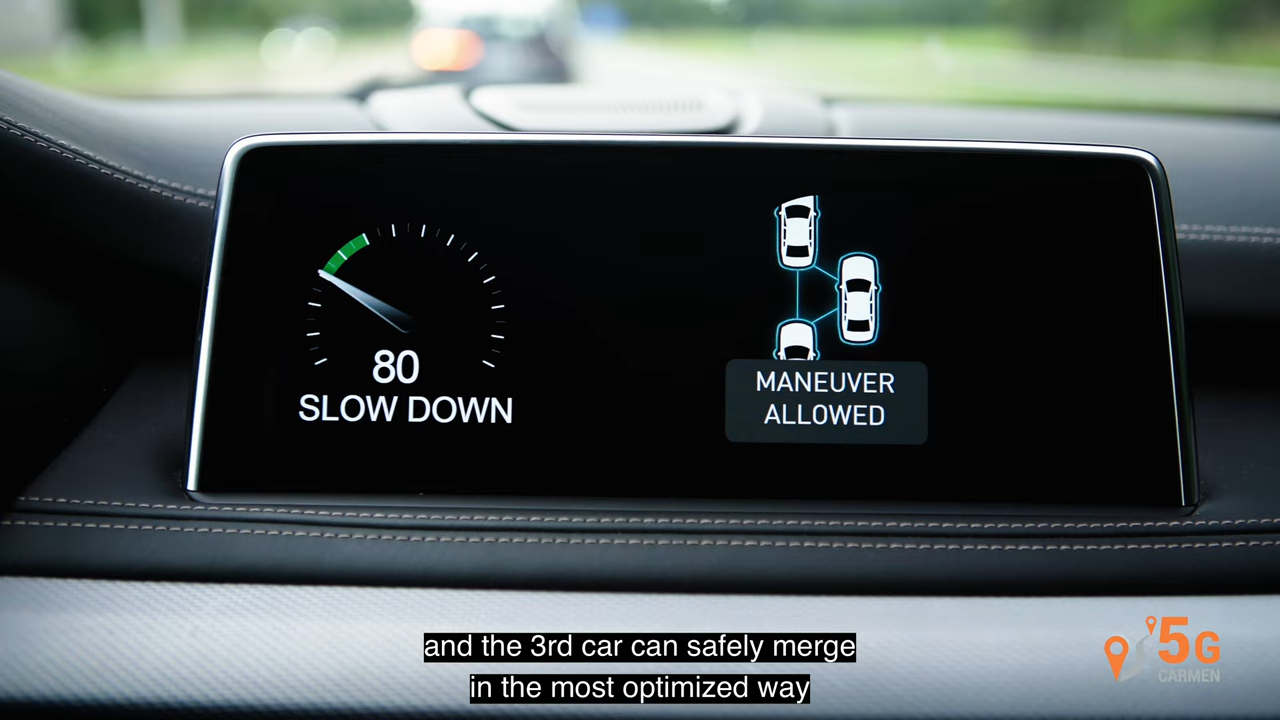 80
SLOW DOWN
MANEUVER
ALLOWED
and the 3rd car can safely merge
in the most optimized way
5G
CARMEN